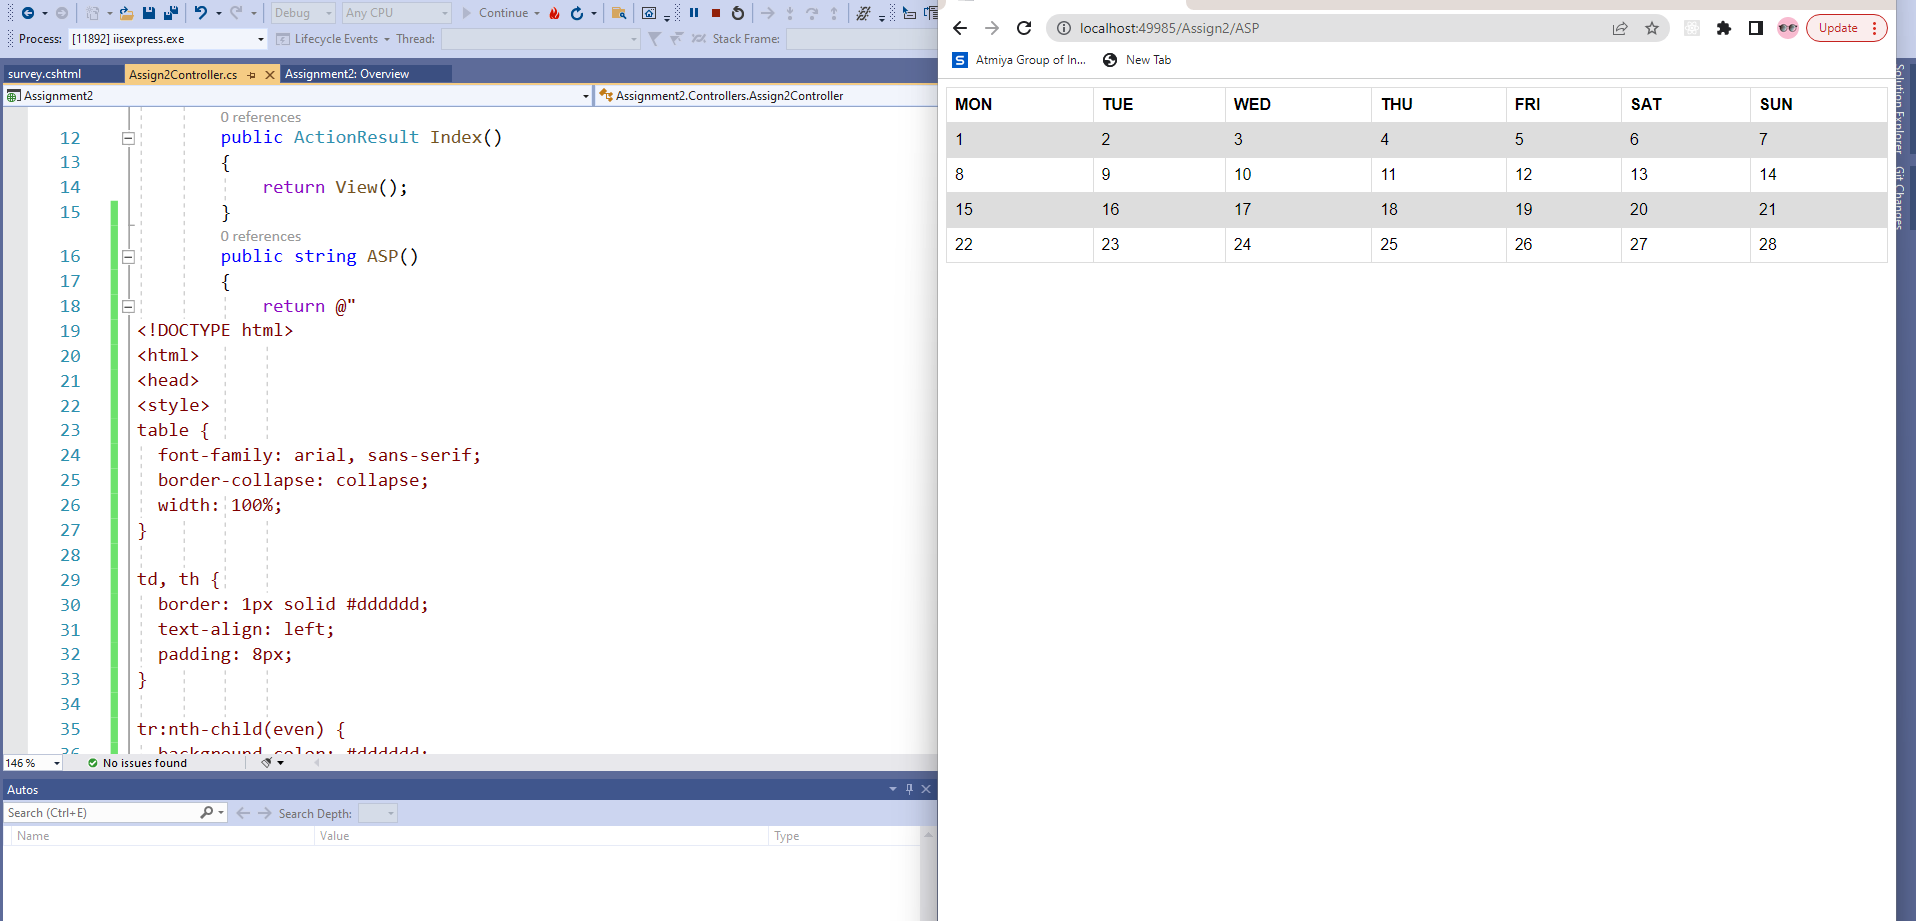 Debug Any CPU Continue
Process: [11892] iisexpress.exe Lifecycle Events Thread: Stack Frame:
survey.cshtml Assign2Controller.cs Assignment2: Overview
Assignment2 Assignment2.Controllers.Assign2Controller
0 references
12 public ActionResult Index()
13 {
14 return View();
15 }
0 references
16 public string ASP()
17 {
18 return @"
19 <!DOCTYPE html>
20 <html>
21 <head>
22 <style>
23 table {
24 font-family: arial, sans-serif;
25 border-collapse: collapse;
26 width: 100%;
27 }
28
29 td, th {
30 border: 1px solid #dddddd;
31 text-align: left;
32 padding: 8px;
33 }
34
35 tr:nth-child(even) {
36 background-color: #dddddd;
146 % No issues found
Autos
Search (Ctrl+E) Search Depth:
Name Value Type
localhost:49985/Assign2/ASP Update
S Atmiya Group of In... New Tab
MON TUE WED THU FRI SAT SUN
1 2 3 4 5 6 7
8 9 10 11 12 13 14
15 16 17 18 19 20 21
22 23 24 25 26 27 28
Solution Explorer
Git Changes